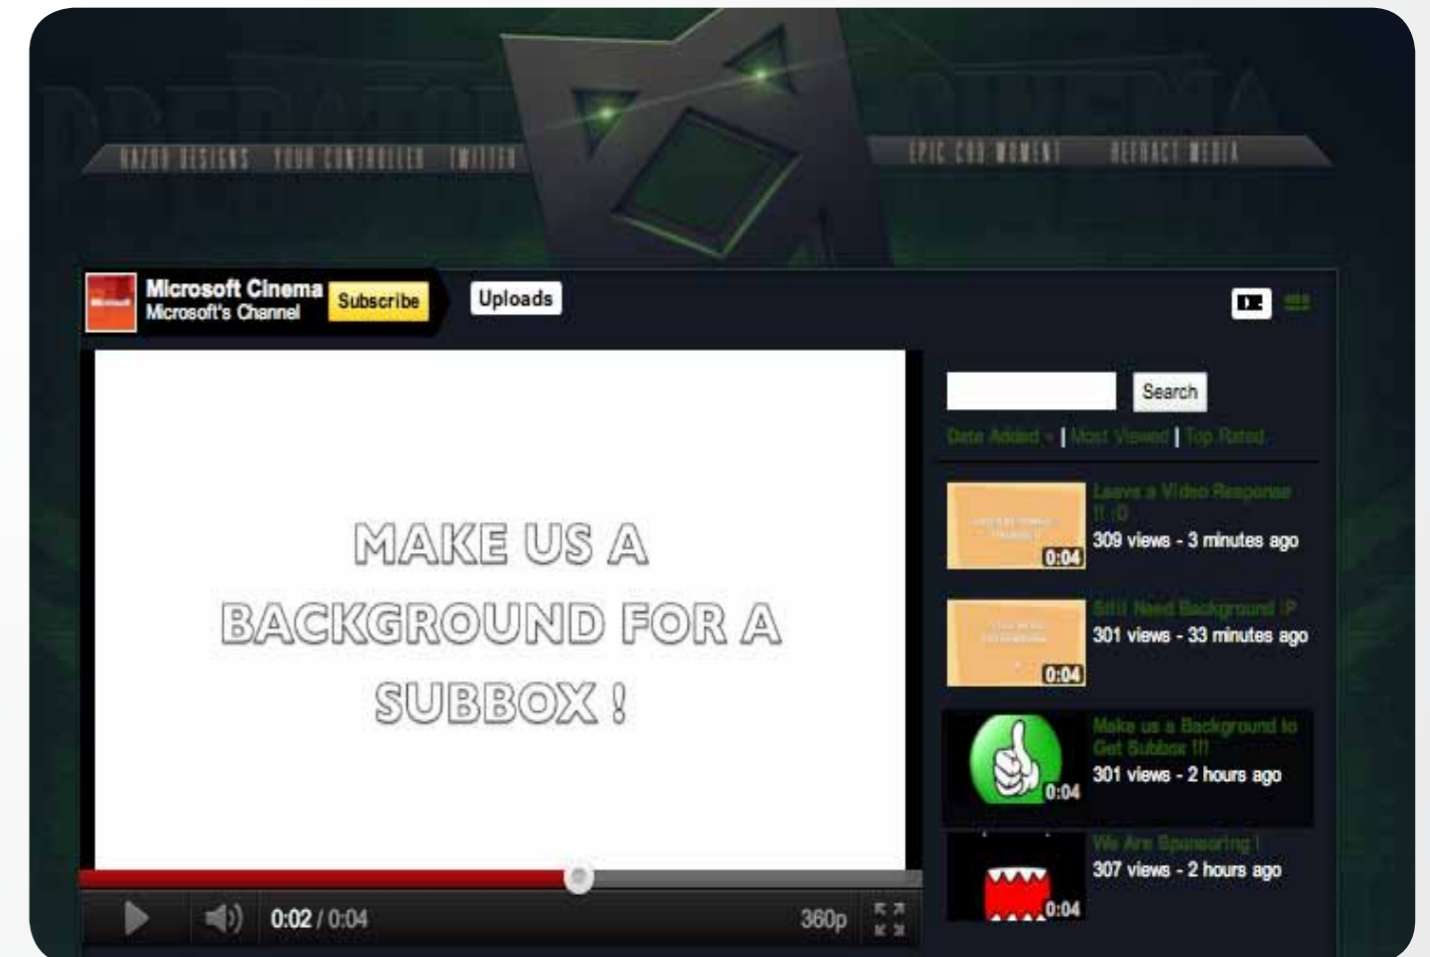 PREDATOR CINEMA
RAZOR DESIGNS YOUR CONTROLLER TWITTER
EPIC COD MOMENT REFRACT MEDIA
Microsoft Cinema
Microsoft's Channel
Subscribe
Uploads
MAKE US A
BACKGROUND FOR A
SUBBOX !
0:02 / 0:04
360p
Search
Date Added | Most Viewed | Top Rated
Leave a Video Response
!! :D
309 views - 3 minutes ago
0:04
Still Need Background :P
301 views - 33 minutes ago
0:04
Make us a Background to
Get Subbox !!!
301 views - 2 hours ago
0:04
We Are Sponsoring !
307 views - 2 hours ago
0:04